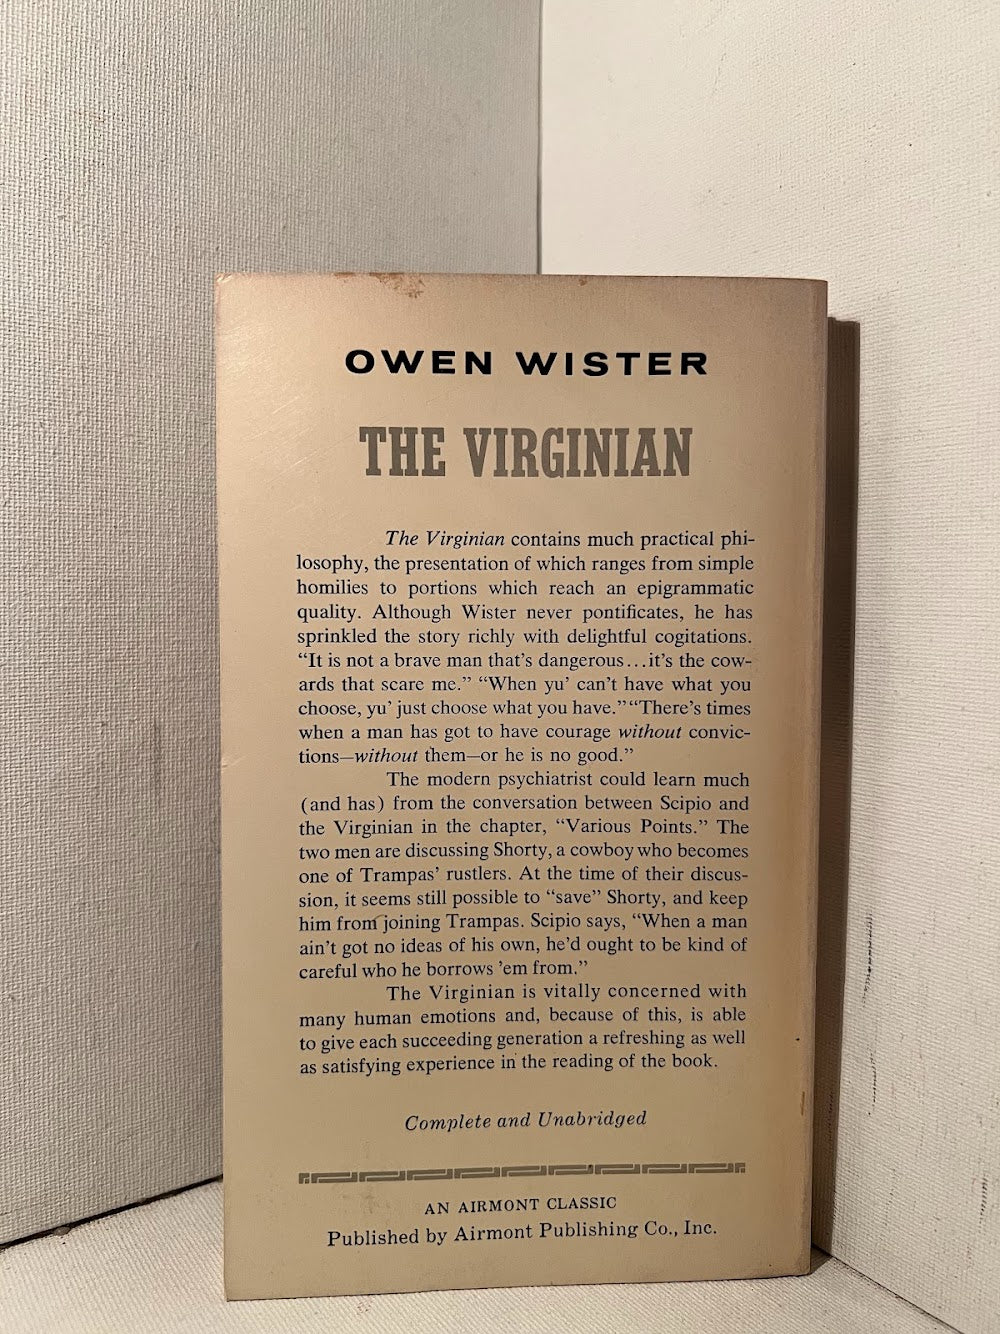 OWEN WISTER
THE VIRGINIAN
The Virginian contains much practical phi-
losophy, the presentation of which ranges from simple
homilies to portions which reach an epigrammatic
quality. Although Wister never pontificates, he has
sprinkled the story richly with delightful cogitations.
“It is not a brave man that’s dangerous...it’s the cow-
ards that scare me.” “When yu’ can’t have what you
choose, yu’ just choose what you have.” “There’s times
when a man has got to have courage without convic-
tions—without them—or he is no good.”
The modern psychiatrist could learn much
(and has) from the conversation between Scipio and
the Virginian in the chapter, “Various Points.” The
two men are discussing Shorty, a cowboy who becomes
one of Trampas’ rustlers. At the time of their discus-
sion, it seems still possible to “save” Shorty, and keep
him from joining Trampas. Scipio says, “When a man
ain’t got no ideas of his own, he’d ought to be kind of
careful who he borrows ’em from.”
The Virginian is vitally concerned with
many human emotions and, because of this, is able
to give each succeeding generation a refreshing as well
as satisfying experience in the reading of the book.
Complete and Unabridged
AN AIRMONT CLASSIC
Published by Airmont Publishing Co., Inc.